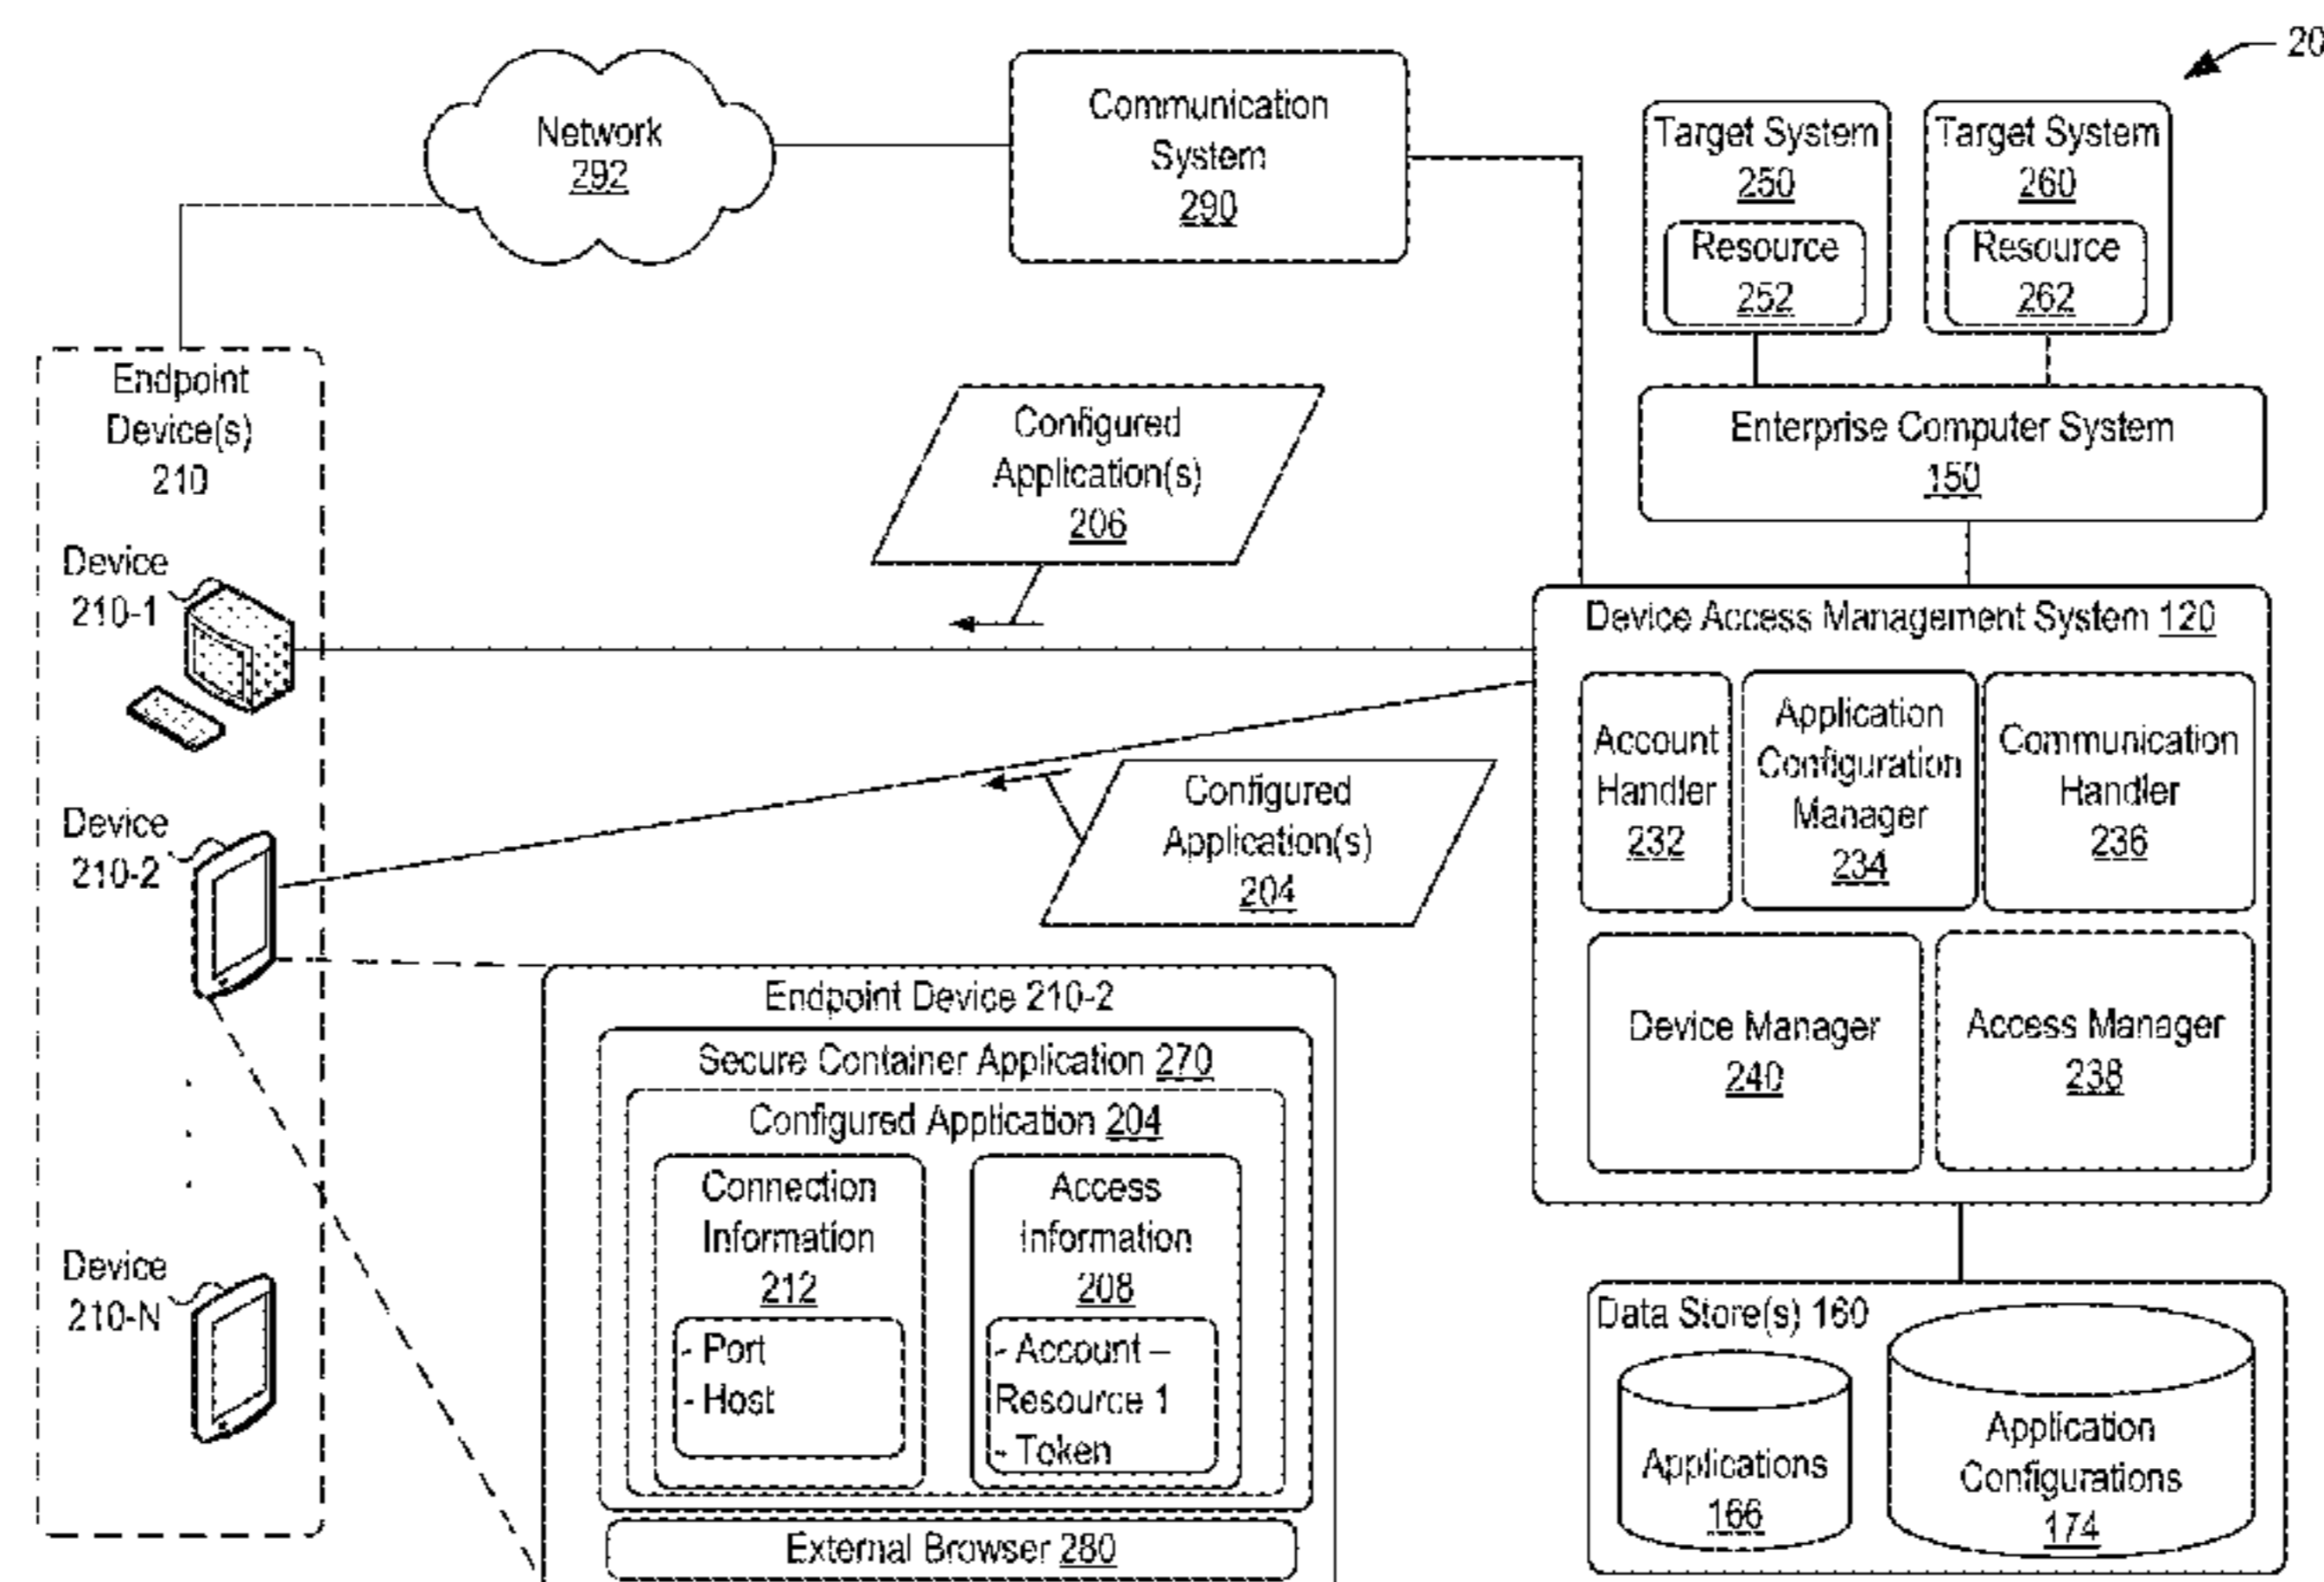 20
Network
292
Communication
System
290
Target System
250
Resource
252
Target System
260
Resource
262
Enterprise Computer System
150
Endpoint
Device(s)
210
Device
210-1
Device
210-2
Device
210-N
Configured
Application(s)
206
Configured
Application(s)
204
Device Access Management System 120
Account
Handler
232
Application
Configuration
Manager
234
Communication
Handler
236
Device Manager
240
Access Manager
238
Endpoint Device 210-2
Secure Container Application 270
Configured Application 204
Connection
Information
212
- Port
- Host
Access
Information
208
- Account –
Resource 1
- Token
External Browser 280
Data Store(s) 160
Applications
166
Application
Configurations
174